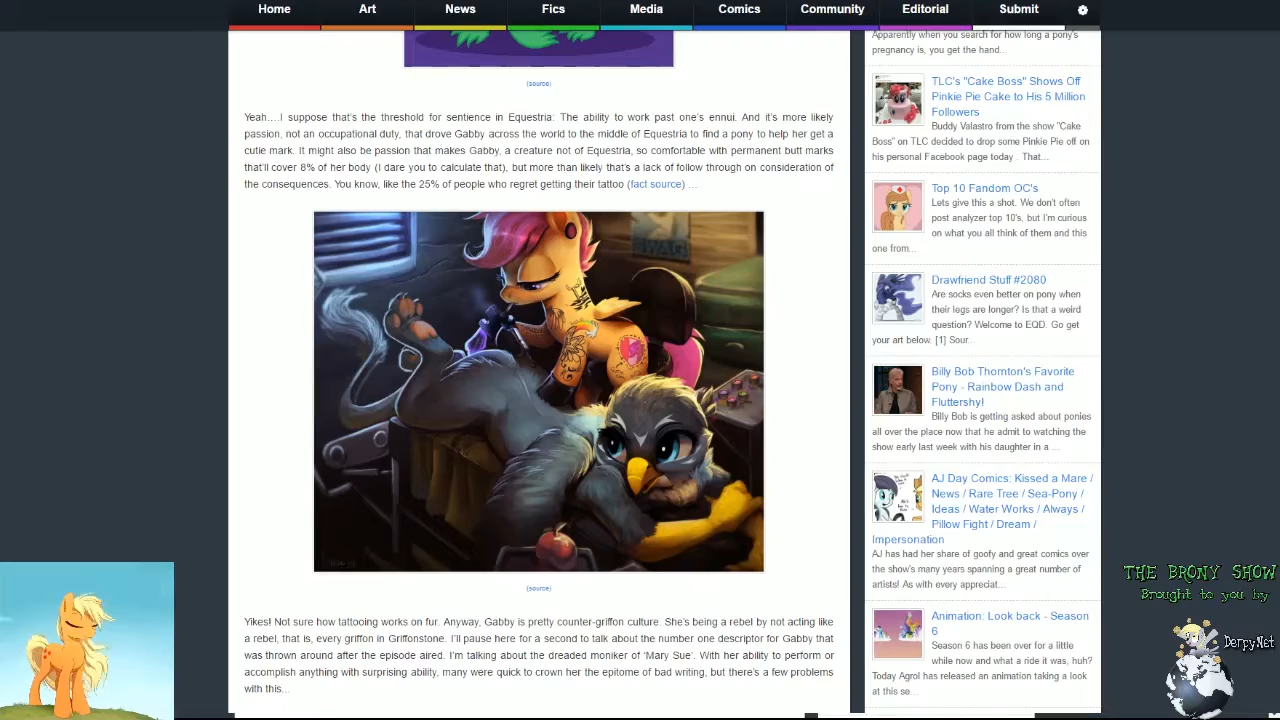 Home Art News Fics Media Comics Community Editorial Submit
(source)
Yeah….I suppose that's the threshold for sentience in Equestria: The ability to work past one's ennui. And it's more likely
passion, not an occupational duty, that drove Gabby across the world to the middle of Equestria to find a pony to help her get a
cutie mark. It might also be passion that makes Gabby, a creature not of Equestria, so comfortable with permanent butt marks
that'll cover 8% of her body (I dare you to calculate that), but more than likely that's a lack of follow through on consideration of
the consequences. You know, like the 25% of people who regret getting their tattoo (fact source) …
SWAG
(source)
Yikes! Not sure how tattooing works on fur. Anyway, Gabby is pretty counter-griffon culture. She's being a rebel by not acting like
a rebel, that is, every griffon in Griffonstone. I'll pause here for a second to talk about the number one descriptor for Gabby that
was thrown around after the episode aired. I'm talking about the dreaded moniker of 'Mary Sue'. With her ability to perform or
accomplish anything with surprising ability, many were quick to crown her the epitome of bad writing, but there's a few problems
with this...
Apparently when you search for how long a pony's
pregnancy is, you get the hand...
TLC's "Cake Boss" Shows Off
Pinkie Pie Cake to His 5 Million
Followers
Buddy Valastro from the show "Cake
Boss" on TLC decided to drop some Pinkie Pie off on
his personal Facebook page today . That...
Top 10 Fandom OC's
Lets give this a shot. We don't often
post analyzer top 10's, but I'm curious
on what you all think of them and this
one from...
Drawfriend Stuff #2080
Are socks even better on pony when
their legs are longer? Is that a weird
question? Welcome to EQD. Go get
your art below. [1] Sour...
Billy Bob Thornton's Favorite
Pony - Rainbow Dash and
Fluttershy!
Billy Bob is getting asked about ponies
all over the place now that he admit to watching the
show early last week with his daughter in a ...
AJ Day Comics: Kissed a Mare /
News / Rare Tree / Sea-Pony /
Ideas / Water Works / Always /
Pillow Fight / Dream /
Impersonation
AJ has had her share of goofy and great comics over
the show's many years spanning a great number of
artists! As with every appreciat...
Animation: Look back - Season
6
Season 6 has been over for a little
while now and what a ride it was, huh?
Today Agrol has released an animation taking a look
at this se...
THE BRONY SHOW
Brought to you by
DerpyNet